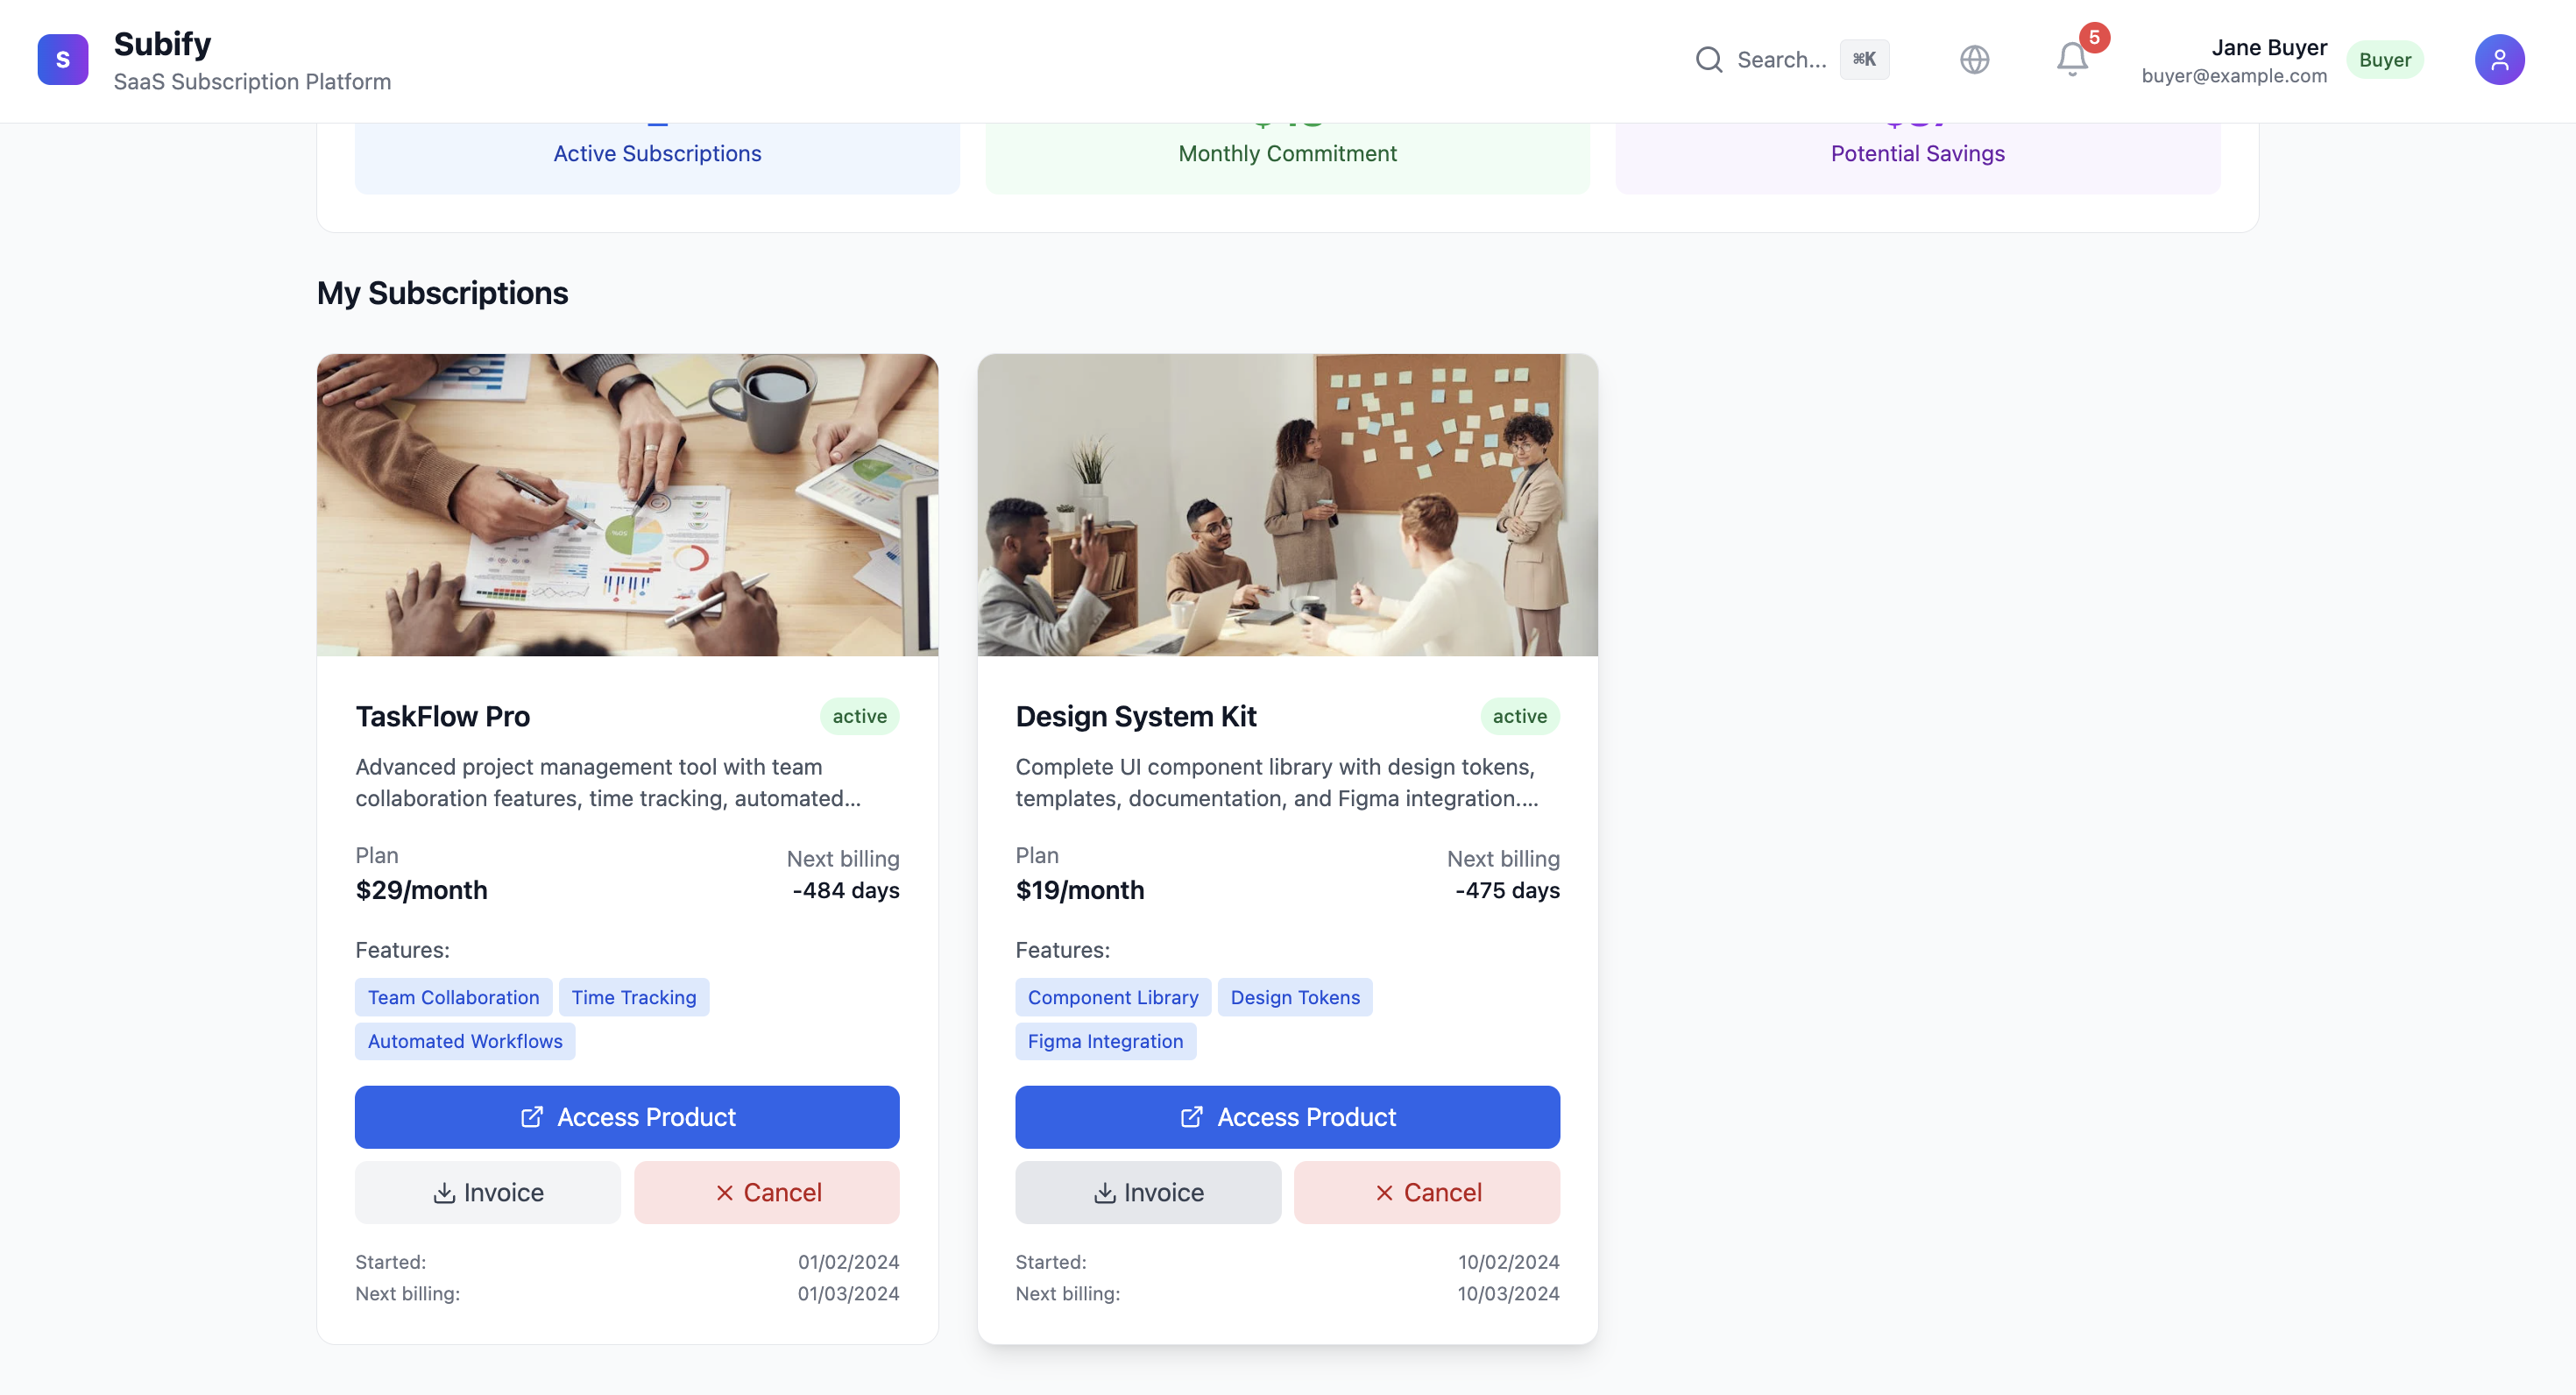 S
Subify
SaaS Subscription Platform
Search...
⌘K
5
Jane Buyer
buyer@example.com
Buyer
Active Subscriptions
Monthly Commitment
Potential Savings
My Subscriptions
TaskFlow Pro
active
Advanced project management tool with team
collaboration features, time tracking, automated...
Plan
Next billing
$29/month
-484 days
Features:
Team Collaboration
Time Tracking
Automated Workflows
Access Product
Invoice
Cancel
Started:
01/02/2024
Next billing:
01/03/2024
Design System Kit
active
Complete UI component library with design tokens,
templates, documentation, and Figma integration....
Plan
Next billing
$19/month
-475 days
Features:
Component Library
Design Tokens
Figma Integration
Access Product
Invoice
Cancel
Started:
10/02/2024
Next billing:
10/03/2024